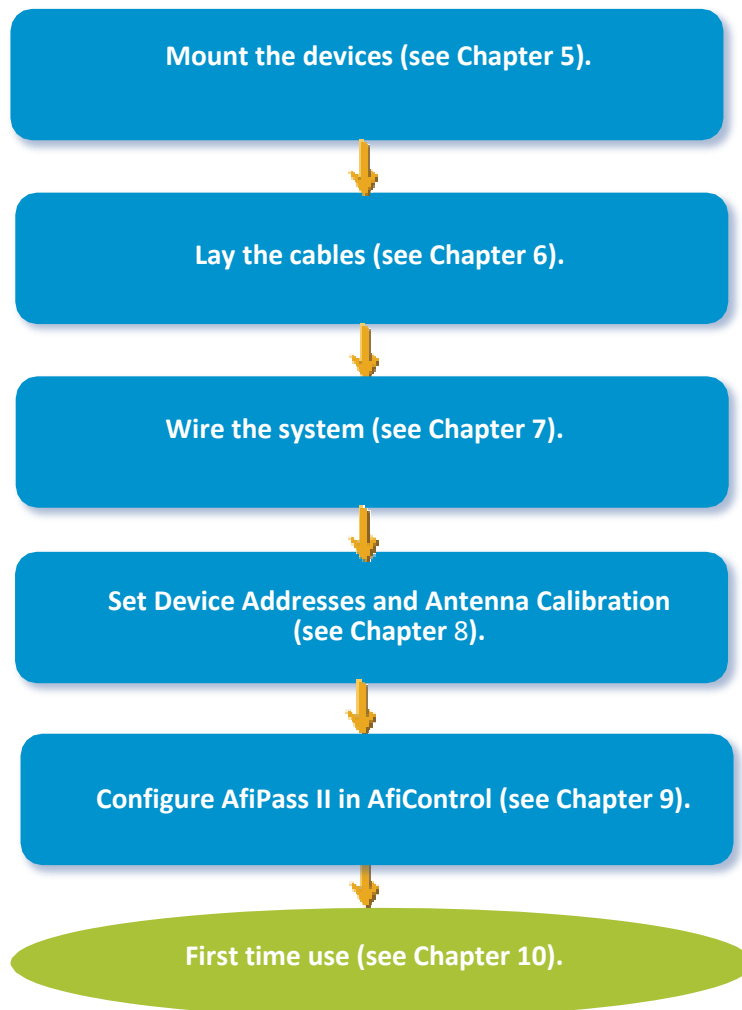 Mount the devices (see Chapter 5).
Lay the cables (see Chapter 6).
Wire the system (see Chapter 7).
Set Device Addresses and Antenna Calibration
(see Chapter 8).
Configure AfiPass II in AfiControl (see Chapter 9).
First time use (see Chapter 10).